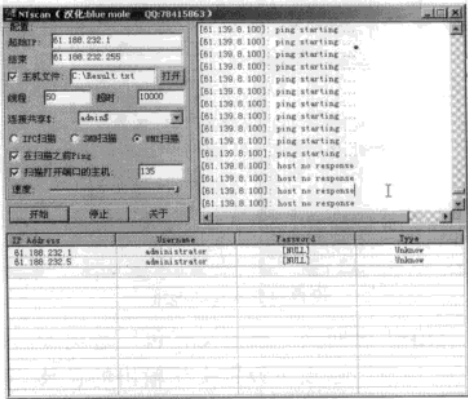 NTscan ( 汉化:blue mole QQ:78415863 )
配置
起始IP: 61.188.232.1
结束 61.188.232.255
主机文件: C:\Result.txt 打开
线程 50 超时 10000
连接共享$: admin$
IPC扫描 SMB扫描 WMI扫描
在扫描之前Ping
扫描打开端口的主机: 135
速度:
开始 停止 关于
[61.139.8.100]: ping starting ...
[61.139.8.100]: ping starting ...
[61.139.8.100]: ping starting ...
[61.139.8.100]: ping starting ...
[61.139.8.100]: ping starting ...
[61.139.8.100]: ping starting ...
[61.139.8.100]: ping starting ...
[61.139.8.100]: ping starting ...
[61.139.8.100]: ping starting ...
[61.139.8.100]: ping starting ...
[61.139.8.100]: ping starting ...
[61.139.8.100]: host no response
[61.139.8.100]: host no response
[61.139.8.100]: host no response
[61.139.8.100]: host no response
IP Address Username Password Type
61.188.232.1 administrator [NULL] Unknow
61.188.232.5 administrator [NULL] Unknow